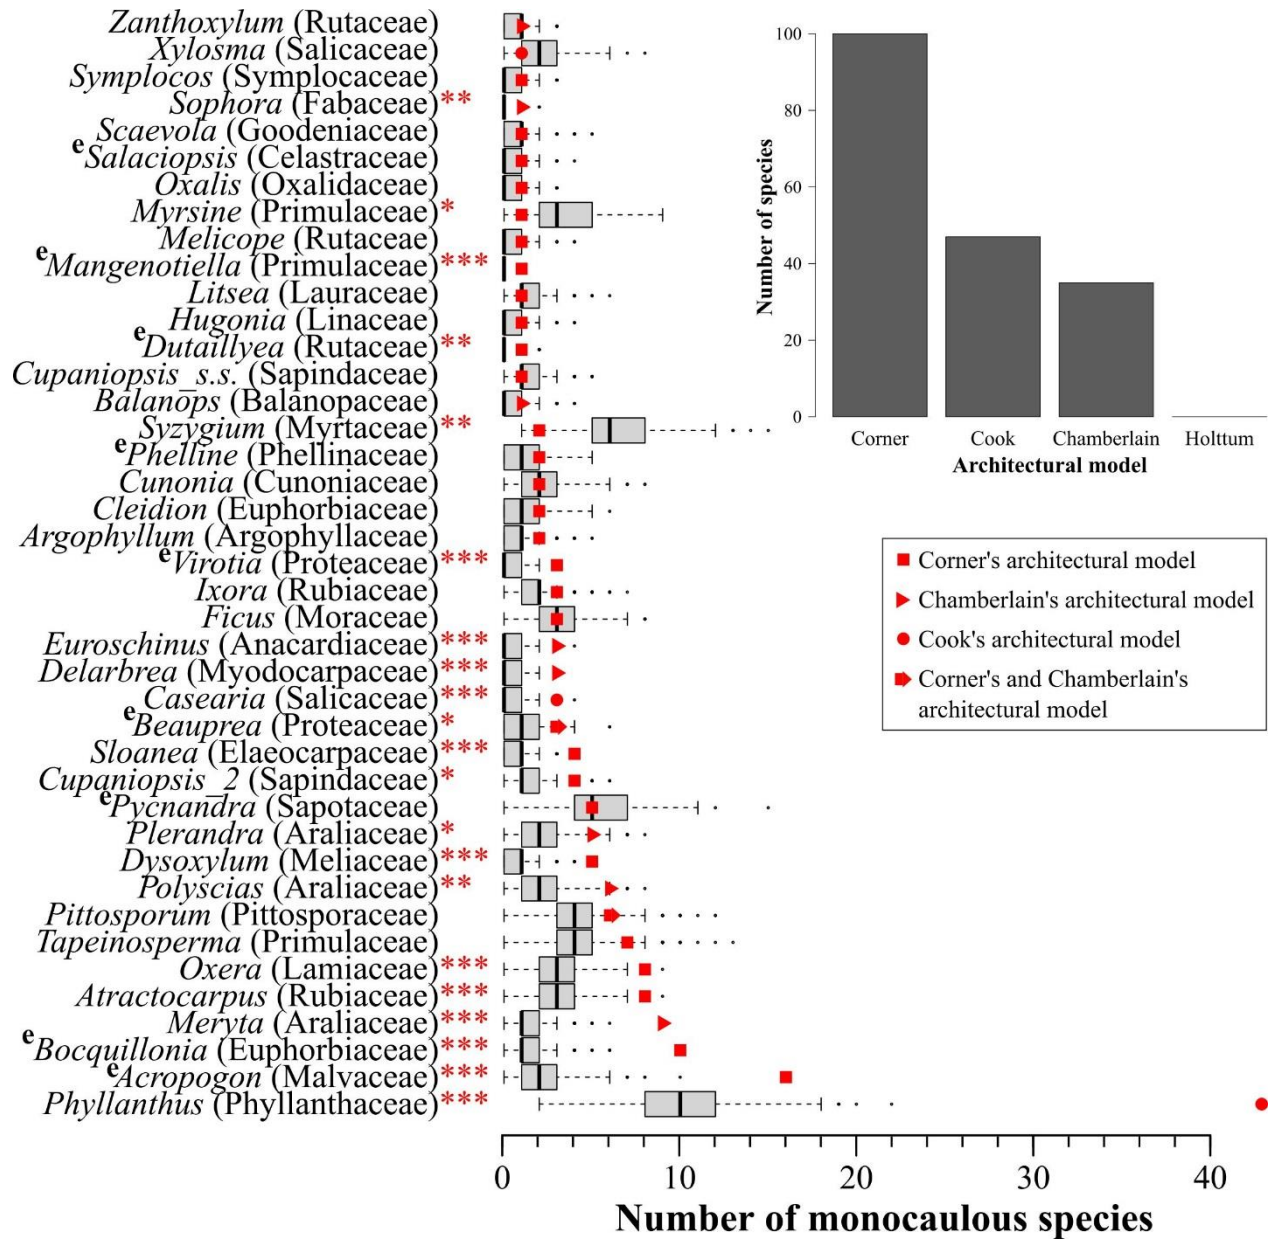 Zanthoxylum (Rutaceae)
Xylosma (Salicaceae)
Symplocos (Symplocaceae)
Sophora (Fabaceae)**
Scaevola (Goodeniaceae)
eSalaciopsis (Celastraceae)
Oxalis (Oxalidaceae)
Myrsine (Primulaceae)*
Melicope (Rutaceae)
eMangenotiella (Primulaceae)***
Litsea (Lauraceae)
Hugonia (Linaceae)
eDutaillyea (Rutaceae)**
Cupaniopsis_s.s. (Sapindaceae)
Balanops (Balanopaceae)
Syzygium (Myrtaceae)**
ePhelline (Phellinaceae)
Cunonia (Cunoniaceae)
Cleidion (Euphorbiaceae)
Argophyllum (Argophyllaceae)
eVirotia (Proteaceae)***
Ixora (Rubiaceae)
Ficus (Moraceae)
Euroschinus (Anacardiaceae)***
Delarbrea (Myodocarpaceae)***
Casearia (Salicaceae)***
eBeauprea (Proteaceae)*
Sloanea (Elaeocarpaceae)***
Cupaniopsis_2 (Sapindaceae)*
ePycnandra (Sapotaceae)
Plerandra (Araliaceae)*
Dysoxylum (Meliaceae)***
Polyscias (Araliaceae)**
Pittosporum (Pittosporaceae)
Tapeinosperma (Primulaceae)
Oxera (Lamiaceae)***
Atractocarpus (Rubiaceae)***
Meryta (Araliaceae)***
eBocquillonia (Euphorbiaceae)***
eAcropogon (Malvaceae)***
Phyllanthus (Phyllanthaceae)***
0 10 20 30 40
Number of monocaulous species
Number of species
100
80
60
40
20
0
Corner Cook Chamberlain Holttum
Architectural model
Corner's architectural model
Chamberlain's architectural model
Cook's architectural model
Corner's and Chamberlain's
architectural model